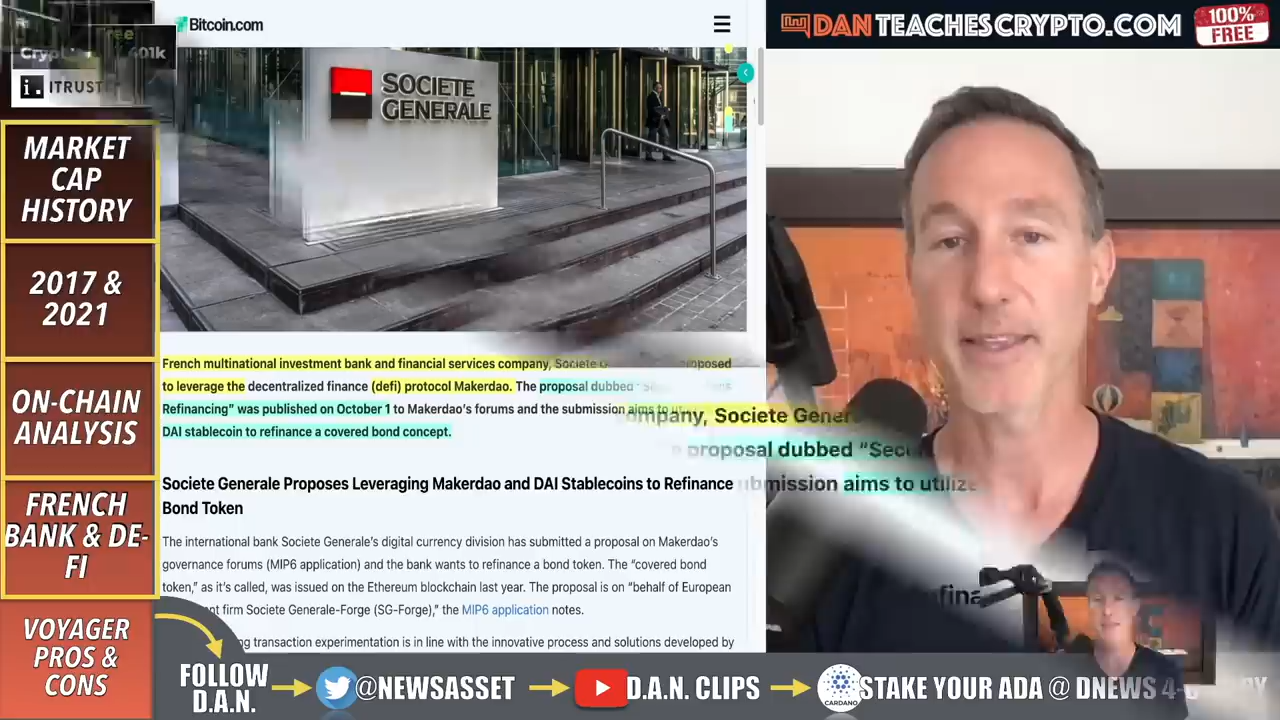 Bitcoin.com
DANTEACHESCRYPTO.COM
100%
FREE
401k
ITRUST
SOCIETE
GENERALE
MARKET
CAP
HISTORY
2017 &
2021
ON-CHAIN
ANALYSIS
FRENCH
BANK & DE-
FI
VOYAGER
PROS &
CONS
French multinational investment bank and financial services company, Societe
to leverage the decentralized finance (defi) protocol Makerdao. The proposal dubbed
Refinancing” was published on October 1 to Makerdao's forums and the submission aims to
DAI stablecoin to refinance a covered bond concept.
company, Societe Gener
proposal dubbed “Sec
submission aims to utilize
Societe Generale Proposes Leveraging Makerdao and DAI Stablecoins to Refinance
Bond Token
The international bank Societe Generale's digital currency division has submitted a proposal on Makerdao's
governance forums (MIP6 application) and the bank wants to refinance a bond token. The “covered bond
token,” as it's called, was issued on the Ethereum blockchain last year. The proposal is on “behalf of European
firm Societe Generale-Forge (SG-Forge),” the MIP6 application notes.
transaction experimentation is in line with the innovative process and solutions developed by
FOLLOW
D.A.N.
@NEWSASSET
D.A.N. CLIPS
CARDANO
STAKE YOUR ADA @ DNEWS